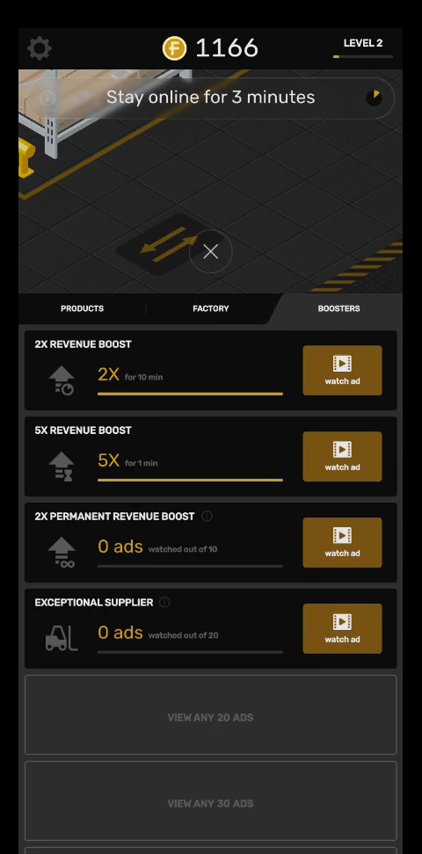 F 1166
LEVEL 2
Stay online for 3 minutes
PRODUCTS
FACTORY
BOOSTERS
2X REVENUE BOOST
2X for 10 min
watch ad
5X REVENUE BOOST
5X for 1 min
watch ad
2X PERMANENT REVENUE BOOST
0 ads watched out of 10
watch ad
EXCEPTIONAL SUPPLIER
0 ads watched out of 20
watch ad
VIEW ANY 20 ADS
VIEW ANY 30 ADS